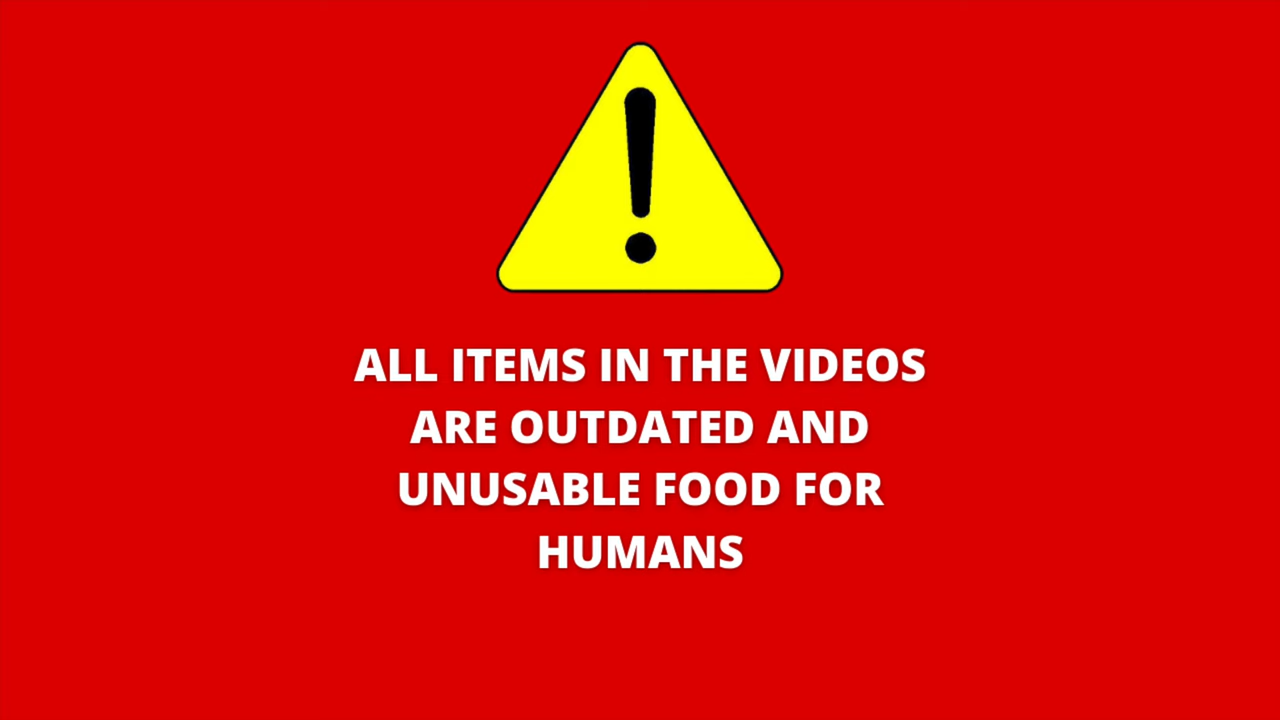 ALL ITEMS IN THE VIDEOS
ARE OUTDATED AND
UNUSABLE FOOD FOR
HUMANS